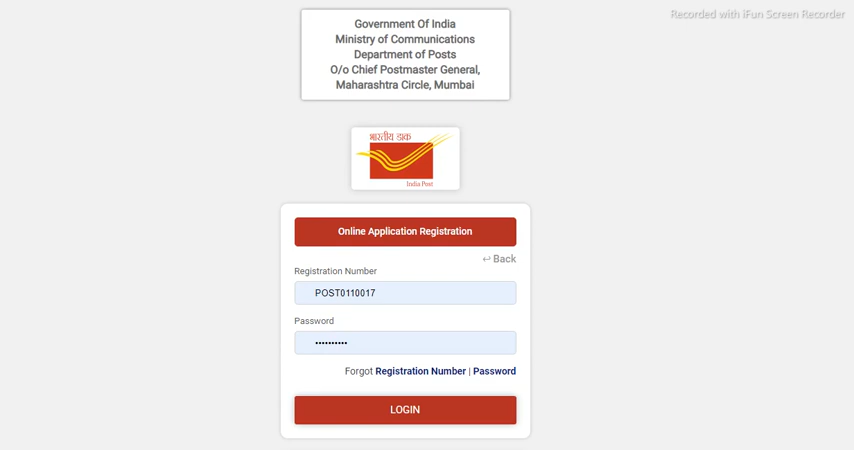 Recorded with iFun Screen Recorder
Government Of India
Ministry of Communications
Department of Posts
O/o Chief Postmaster General,
Maharashtra Circle, Mumbai
भारतीय डाक
India Post
Online Application Registration
↩ Back
Registration Number
POST0110017
Password
••••••••••
Forgot Registration Number | Password
LOGIN